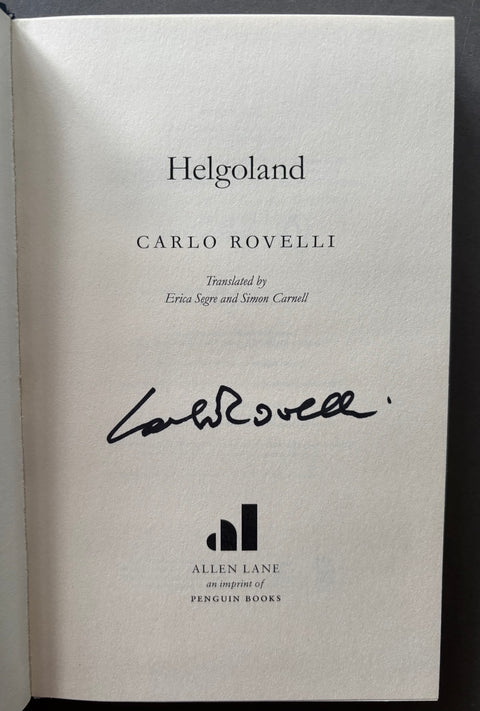 Helgoland
CARLO ROVELLI
Translated by
Erica Segre and Simon Carnell
Carlo Rovelli
al
ALLEN LANE
an imprint of
PENGUIN BOOKS